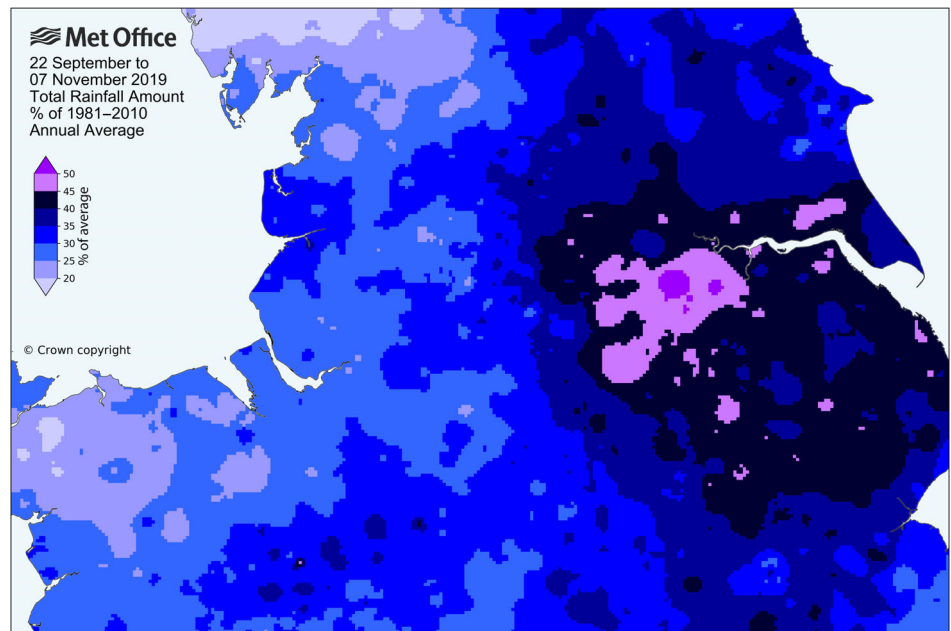 Met Office
22 September to
07 November 2019
Total Rainfall Amount
% of 1981–2010
Annual Average
50
45
40
35
30
25
20
% of average
© Crown copyright